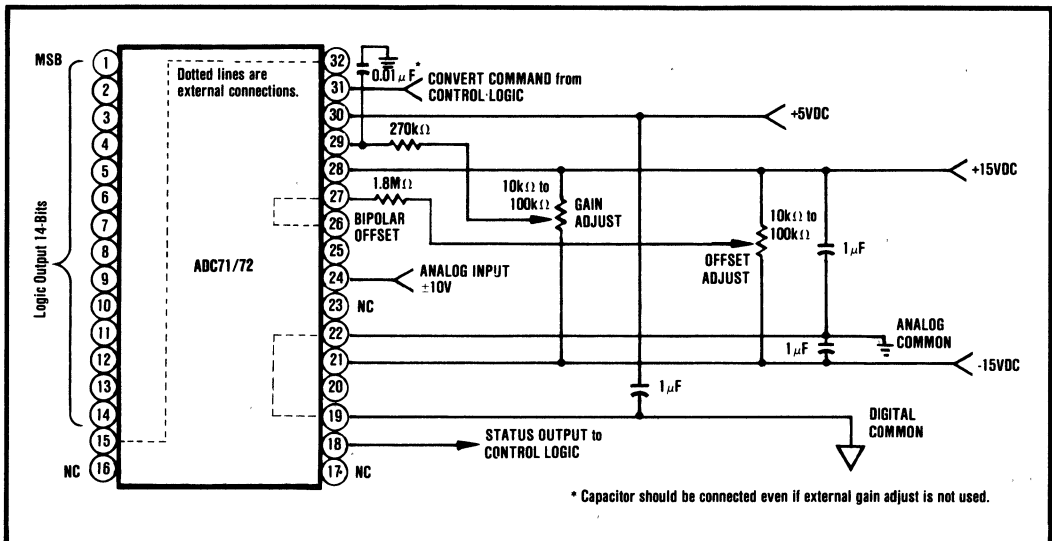 MSB
1
2
3
4
5
6
7
8
9
10
11
12
13
14
15
NC 16
Logic Output 14-Bits
Dotted lines are
external connections.
ADC71/72
32
31
30
29
28
27
26
25
24
23 NC
22
21
20
19
18
17 NC
0.01μF*
CONVERT COMMAND from
CONTROL LOGIC
+5VDC
270kΩ
+15VDC
1.8MΩ
BIPOLAR
OFFSET
10kΩ to
100kΩ
GAIN
ADJUST
10kΩ to
100kΩ
OFFSET
ADJUST
1μF
ANALOG INPUT
±10V
ANALOG
COMMON
1μF
-15VDC
1μF
DIGITAL
COMMON
STATUS OUTPUT to
CONTROL LOGIC
* Capacitor should be connected even if external gain adjust is not used.